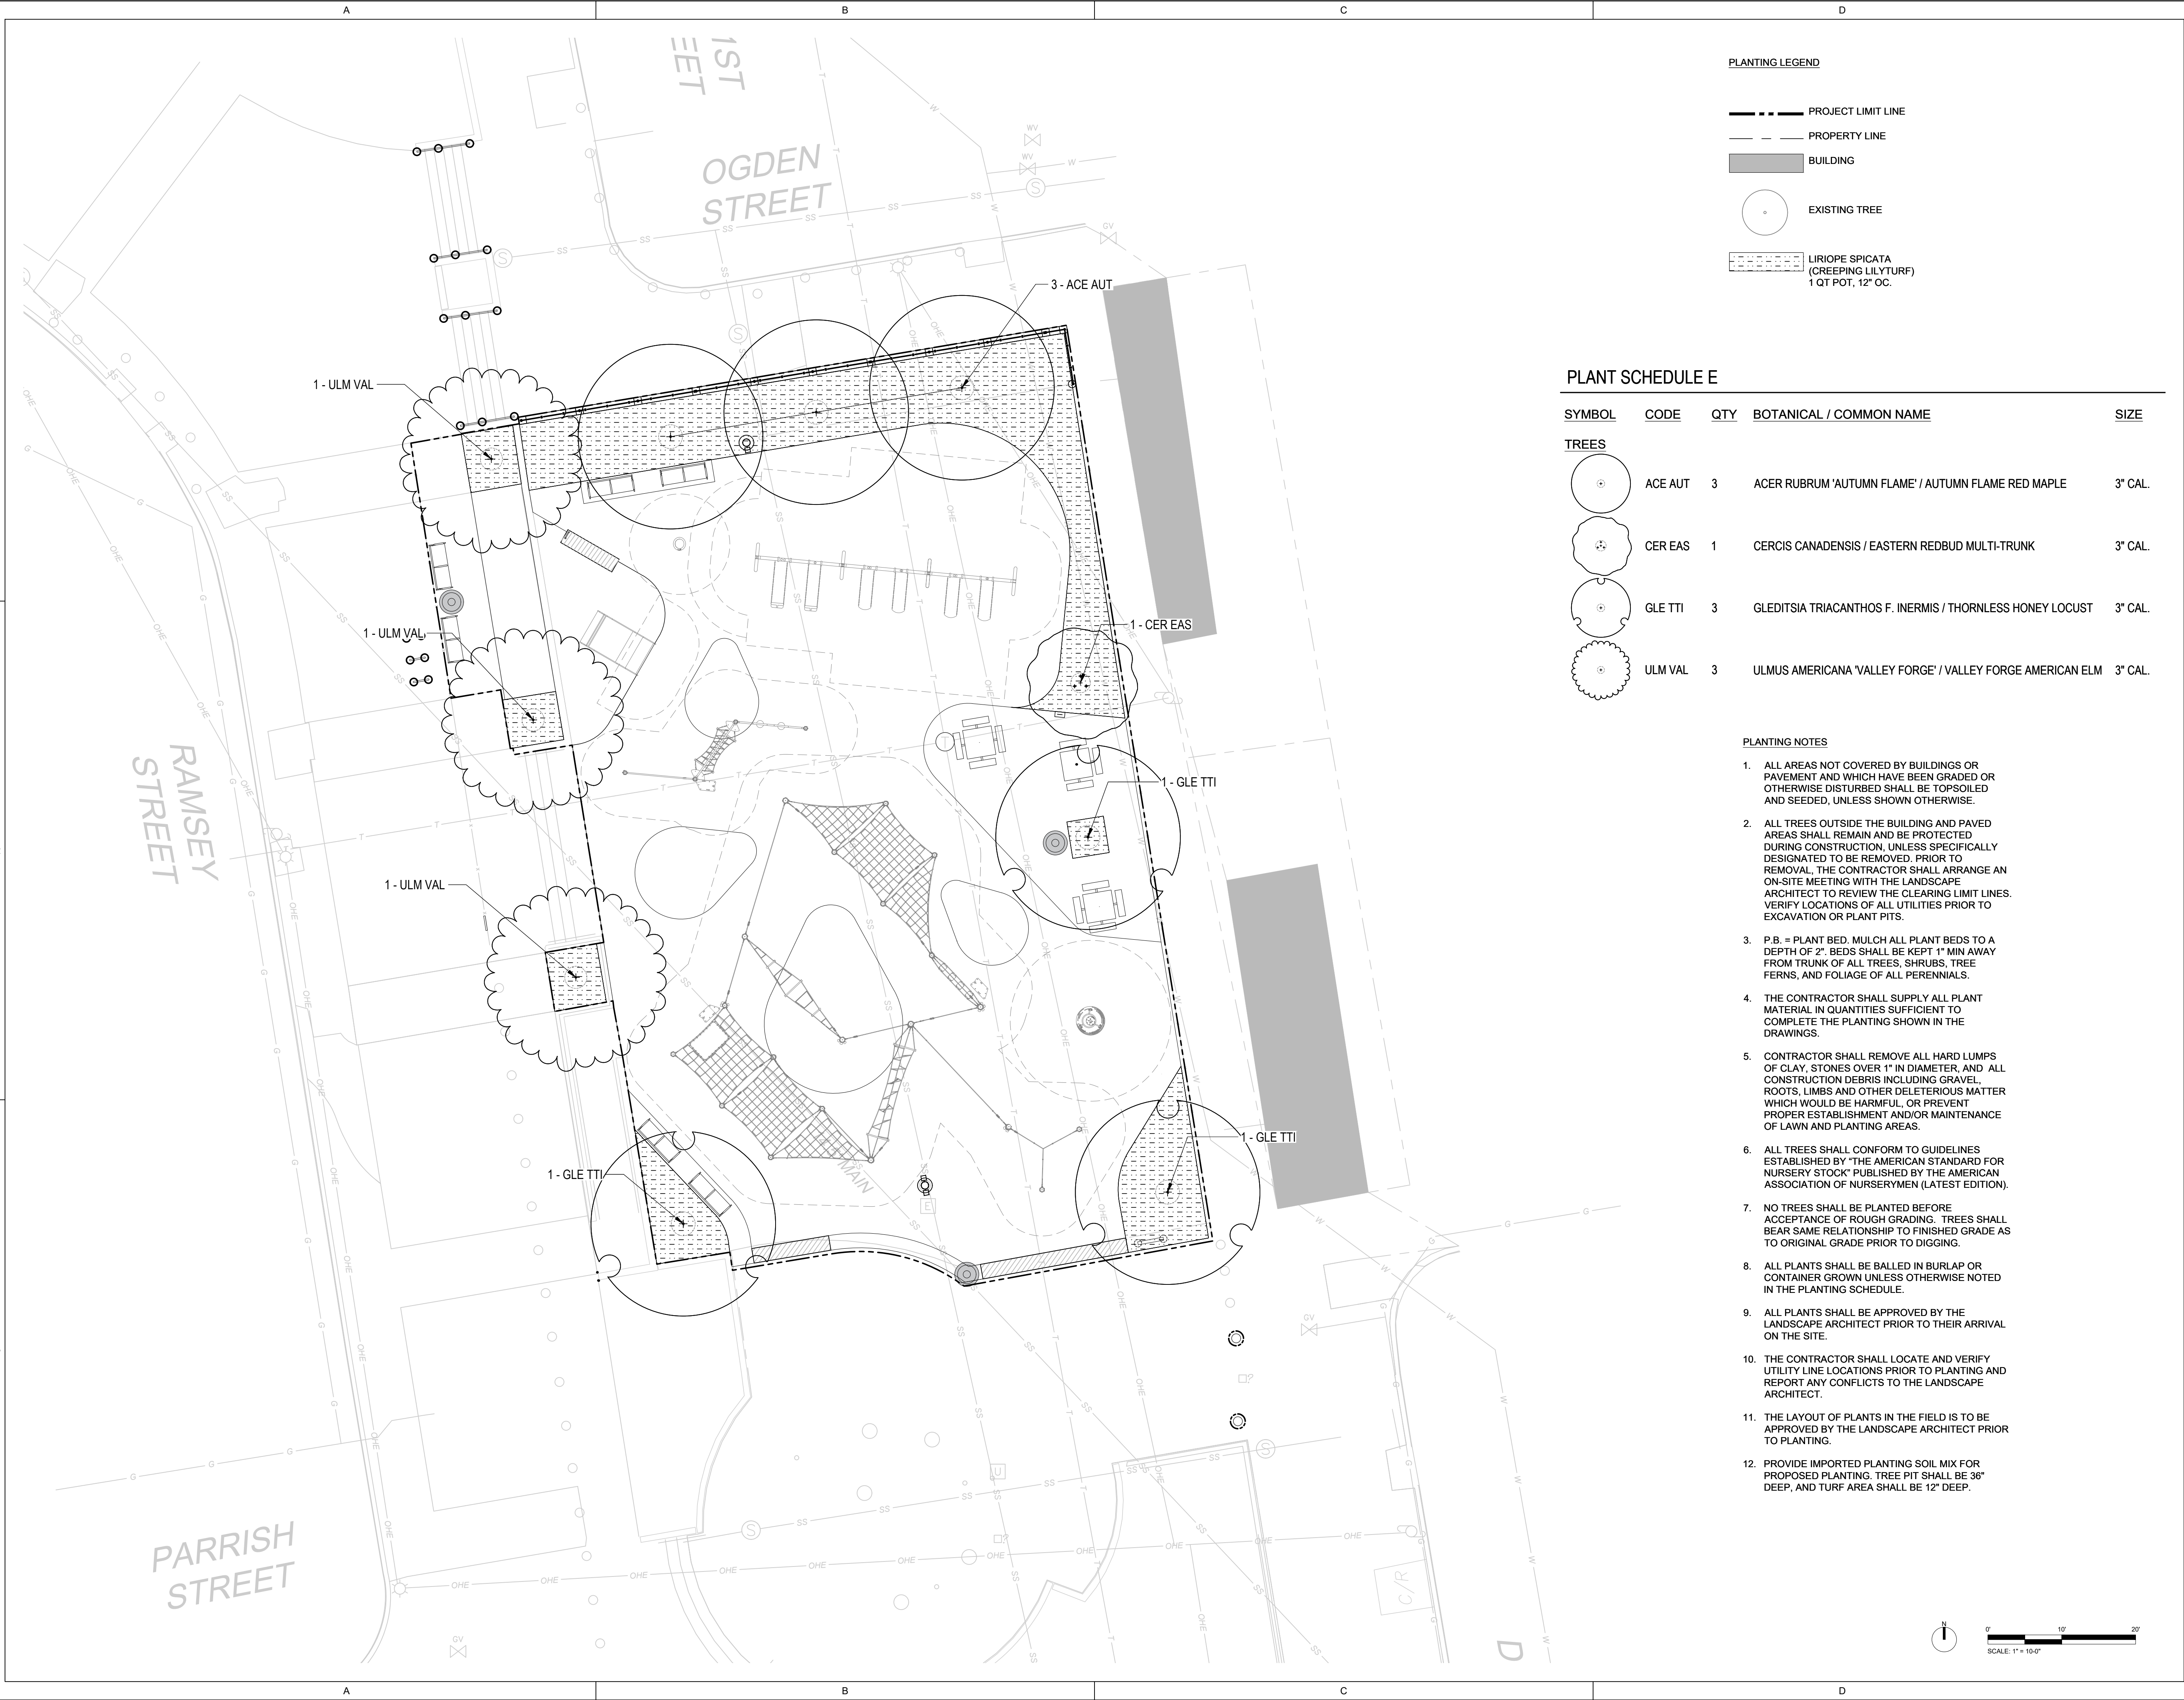 A
B
C
D
1ST
EET
OGDEN
STREET
RAMSEY
STREET
PARRISH
STREET
MAIN
3 - ACE AUT
1 - ULM VAL
1 - ULM VAL
1 - CER EAS
1 - GLE TTI
1 - ULM VAL
1 - GLE TTI
1 - GLE TTI
WV
WV
GV
GV
GV
C/R
D
PLANTING LEGEND
PROJECT LIMIT LINE
PROPERTY LINE
BUILDING
EXISTING TREE
LIRIOPE SPICATA
(CREEPING LILYTURF)
1 QT POT, 12" OC.
PLANT SCHEDULE E
SYMBOL CODE QTY BOTANICAL / COMMON NAME SIZE
TREES
ACE AUT 3 ACER RUBRUM 'AUTUMN FLAME' / AUTUMN FLAME RED MAPLE 3" CAL.
CER EAS 1 CERCIS CANADENSIS / EASTERN REDBUD MULTI-TRUNK 3" CAL.
GLE TTI 3 GLEDITSIA TRIACANTHOS F. INERMIS / THORNLESS HONEY LOCUST 3" CAL.
ULM VAL 3 ULMUS AMERICANA 'VALLEY FORGE' / VALLEY FORGE AMERICAN ELM 3" CAL.
PLANTING NOTES
1. ALL AREAS NOT COVERED BY BUILDINGS OR
PAVEMENT AND WHICH HAVE BEEN GRADED OR
OTHERWISE DISTURBED SHALL BE TOPSOILED
AND SEEDED, UNLESS SHOWN OTHERWISE.
2. ALL TREES OUTSIDE THE BUILDING AND PAVED
AREAS SHALL REMAIN AND BE PROTECTED
DURING CONSTRUCTION, UNLESS SPECIFICALLY
DESIGNATED TO BE REMOVED. PRIOR TO
REMOVAL, THE CONTRACTOR SHALL ARRANGE AN
ON-SITE MEETING WITH THE LANDSCAPE
ARCHITECT TO REVIEW THE CLEARING LIMIT LINES.
VERIFY LOCATIONS OF ALL UTILITIES PRIOR TO
EXCAVATION OR PLANT PITS.
3. P.B. = PLANT BED. MULCH ALL PLANT BEDS TO A
DEPTH OF 2". BEDS SHALL BE KEPT 1" MIN AWAY
FROM TRUNK OF ALL TREES, SHRUBS, TREE
FERNS, AND FOLIAGE OF ALL PERENNIALS.
4. THE CONTRACTOR SHALL SUPPLY ALL PLANT
MATERIAL IN QUANTITIES SUFFICIENT TO
COMPLETE THE PLANTING SHOWN IN THE
DRAWINGS.
5. CONTRACTOR SHALL REMOVE ALL HARD LUMPS
OF CLAY, STONES OVER 1" IN DIAMETER, AND ALL
CONSTRUCTION DEBRIS INCLUDING GRAVEL,
ROOTS, LIMBS AND OTHER DELETERIOUS MATTER
WHICH WOULD BE HARMFUL, OR PREVENT
PROPER ESTABLISHMENT AND/OR MAINTENANCE
OF LAWN AND PLANTING AREAS.
6. ALL TREES SHALL CONFORM TO GUIDELINES
ESTABLISHED BY "THE AMERICAN STANDARD FOR
NURSERY STOCK" PUBLISHED BY THE AMERICAN
ASSOCIATION OF NURSERYMEN (LATEST EDITION).
7. NO TREES SHALL BE PLANTED BEFORE
ACCEPTANCE OF ROUGH GRADING. TREES SHALL
BEAR SAME RELATIONSHIP TO FINISHED GRADE AS
TO ORIGINAL GRADE PRIOR TO DIGGING.
8. ALL PLANTS SHALL BE BALLED IN BURLAP OR
CONTAINER GROWN UNLESS OTHERWISE NOTED
IN THE PLANTING SCHEDULE.
9. ALL PLANTS SHALL BE APPROVED BY THE
LANDSCAPE ARCHITECT PRIOR TO THEIR ARRIVAL
ON THE SITE.
10. THE CONTRACTOR SHALL LOCATE AND VERIFY
UTILITY LINE LOCATIONS PRIOR TO PLANTING AND
REPORT ANY CONFLICTS TO THE LANDSCAPE
ARCHITECT.
11. THE LAYOUT OF PLANTS IN THE FIELD IS TO BE
APPROVED BY THE LANDSCAPE ARCHITECT PRIOR
TO PLANTING.
12. PROVIDE IMPORTED PLANTING SOIL MIX FOR
PROPOSED PLANTING. TREE PIT SHALL BE 36"
DEEP, AND TURF AREA SHALL BE 12" DEEP.
N
0' 10' 20'
SCALE: 1" = 10-0"
A
B
C
D